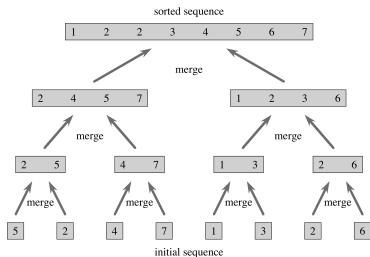 sorted sequence
1 2 2 3 4 5 6 7
merge
2 4 5 7 1 2 3 6
merge merge
2 5 4 7 1 3 2 6
merge merge merge merge
5 2 4 7 1 3 2 6
initial sequence